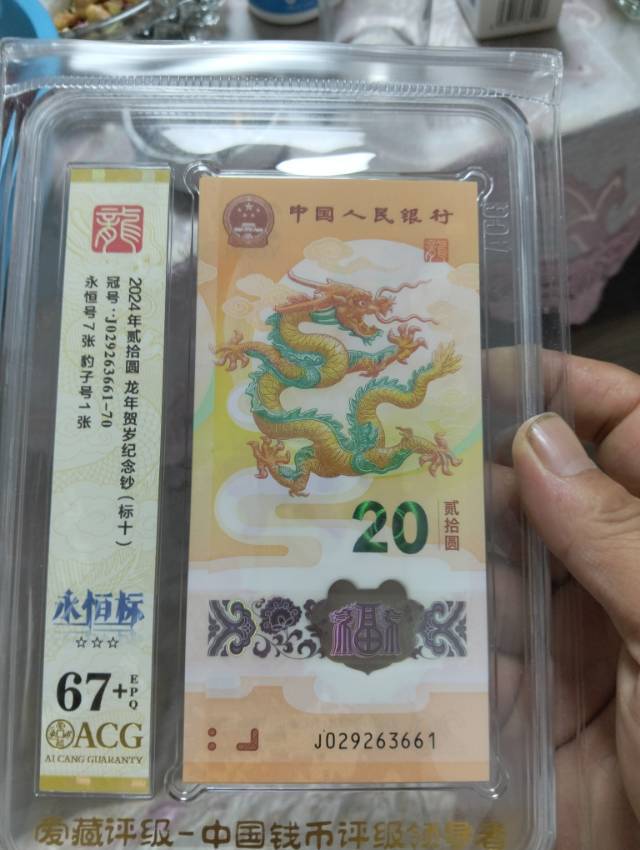 龍
2024年贰拾圆 龙年贺岁纪念钞（标十）
冠号：J029263661-70
永恒号7张 豹子号1张
永恒标
67+
EPQ
ACG
AI CANG GUARANTY
中国人民银行
20
贰拾圆
福
J029263661
爱藏评级-中国钱币评级领导者